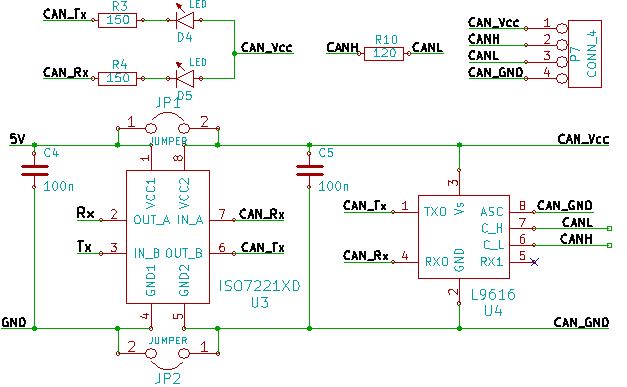 R3
CAN_Tx 150 LED
D4
CAN_Vcc
R4
CAN_Rx 150 LED
D5
R10
CANH 120 CANL
CAN_Vcc 1
CANH 2
CANL 3
CAN_GND 4
P7
CONN_4
JP1
1 2
JUMPER
5V CAN_Vcc
C4
100n
C5
100n
1 8
VCC1 VCC2
Rx 2 OUT_A IN_A 7 CAN_Rx
Tx 3 IN_B OUT_B 6 CAN_Tx
GND1 GND2
ISO7221XD
U3
4 5
3
Vs
CAN_Tx 1 TXO ASC 8 CAN_GND
C_H 7 CANL
C_L 6 CANH
CAN_Rx 4 RXO GND RX1 5
2
L9616
U4
GND CAN_GND
JUMPER
2 1
JP2